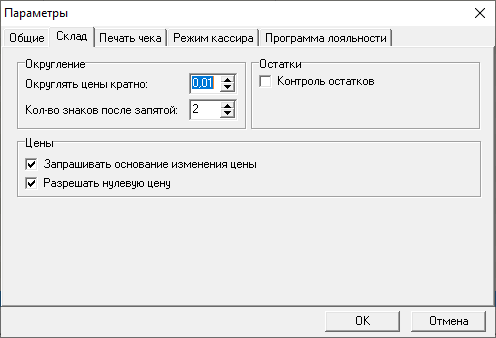 Параметры
Общие Склад Печать чека Режим кассира Программа лояльности
Округление
Округлять цены кратно: 0,01
Кол-во знаков после запятой: 2
Остатки
Контроль остатков
Цены
Запрашивать основание изменения цены
Разрешать нулевую цену
OK Отмена